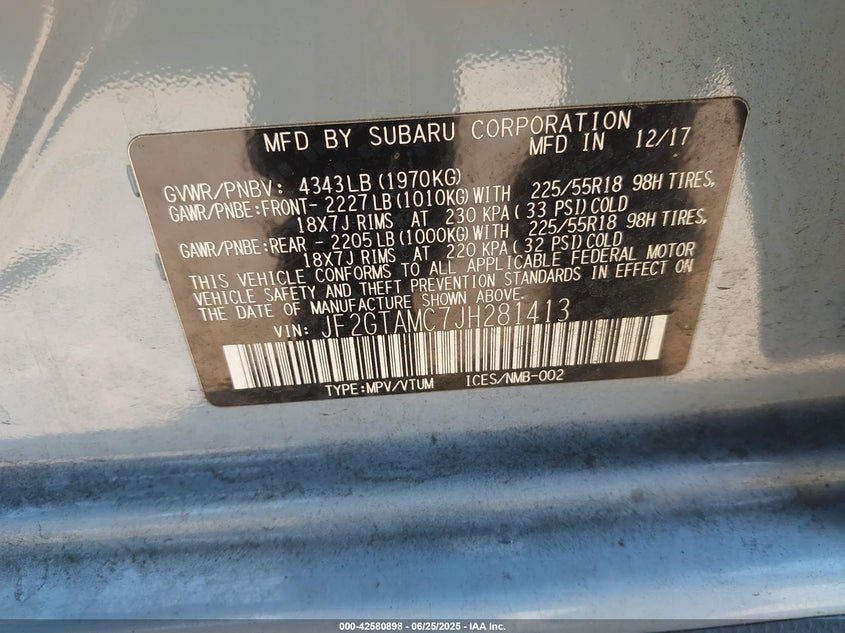 MFD BY SUBARU CORPORATION
MFD IN 12/17
GVWR/PNBV: 4343LB(1970KG)
GAWR/PNBE:FRONT- 2227LB(1010KG)WITH 225/55R18 98H TIRES,
18X7J RIMS AT 230 KPA( 33 PSI)COLD
GAWR/PNBE:REAR - 2205LB(1000KG)WITH 225/55R18 98H TIRES,
18X7J RIMS AT 220 KPA( 32 PSI)COLD
THIS VEHICLE CONFORMS TO ALL APPLICABLE FEDERAL MOTOR
VEHICLE SAFETY AND THEFT PREVENTION STANDARDS IN EFFECT ON
THE DATE OF MANUFACTURE SHOWN ABOVE.
VIN: JF2GTAMC7JH281413
TYPE:MPV/VTUM ICES/NMB-002
000-42580898 - 06/25/2025 - IAA Inc.